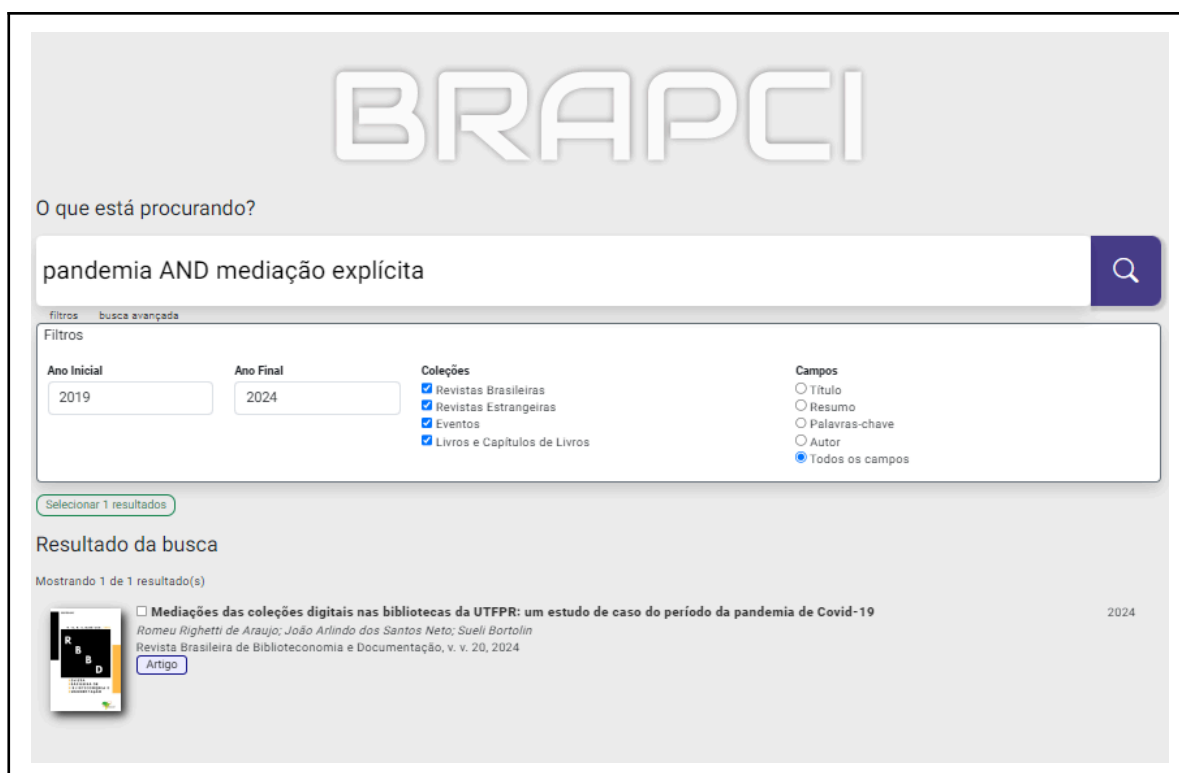 BRAPCI
O que está procurando?
pandemia AND mediação explícita
filtros busca avançada
Filtros
Ano Inicial Ano Final Coleções Campos
2019 2024
Revistas Brasileiras
Revistas Estrangeiras
Eventos
Livros e Capítulos de Livros
Título
Resumo
Palavras-chave
Autor
Todos os campos
Selecionar 1 resultados
Resultado da busca
Mostrando 1 de 1 resultado(s)
Mediações das coleções digitais nas bibliotecas da UTFPR: um estudo de caso do período da pandemia de Covid-19 2024
Romeu Righetti de Araujo; João Arlindo dos Santos Neto; Sueli Bortolin
Revista Brasileira de Biblioteconomia e Documentação, v. v. 20, 2024
Artigo
R
B
B
D